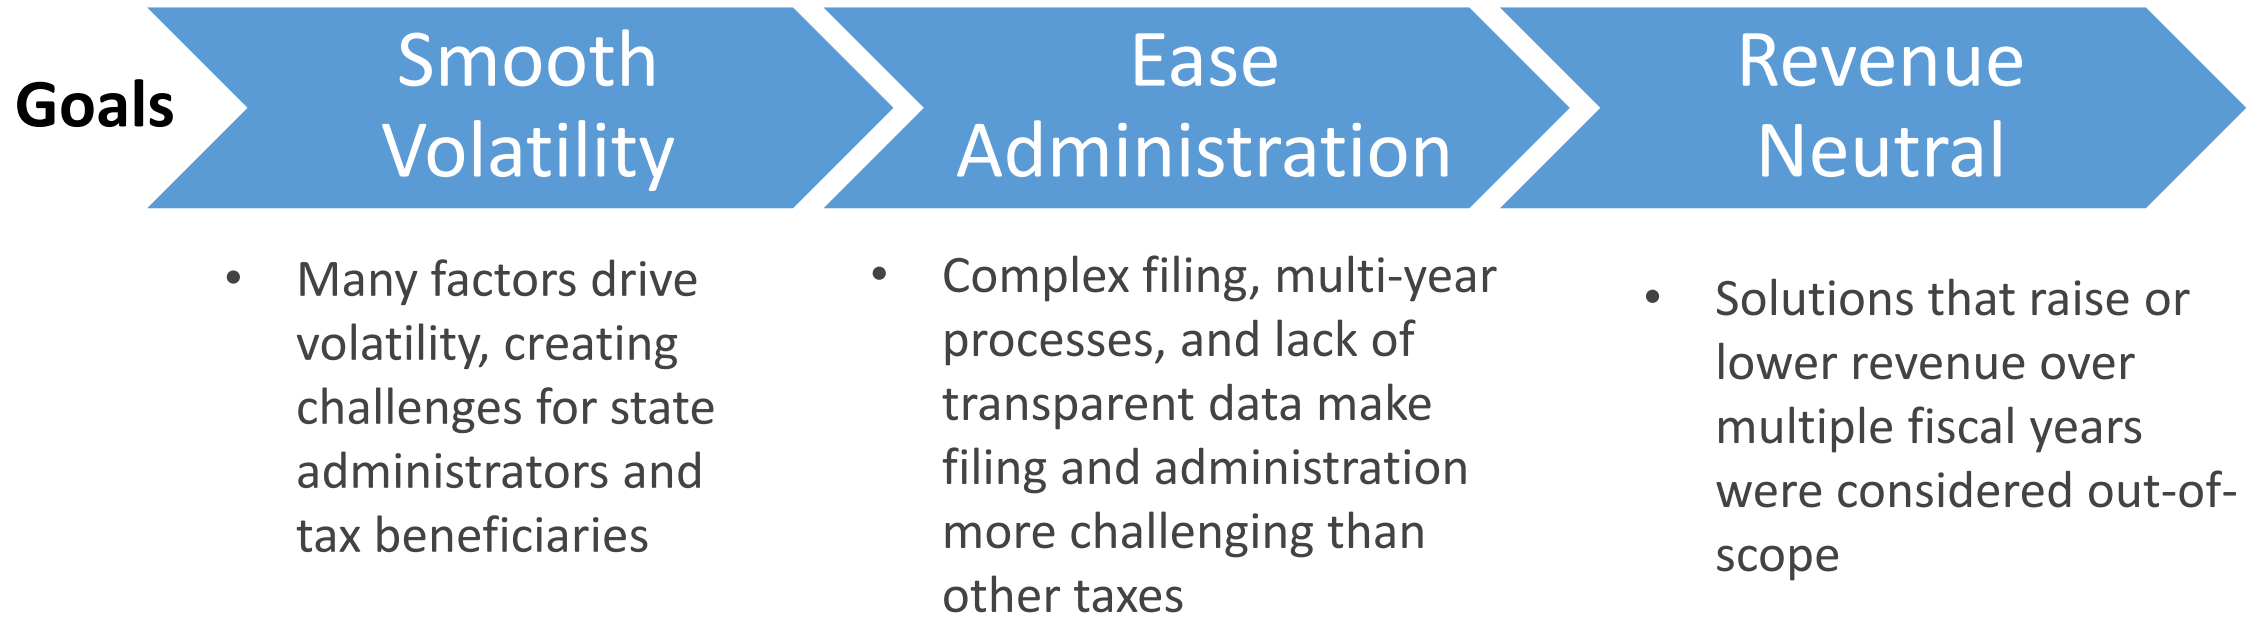 Goals
Smooth
Volatility
Ease
Administration
Revenue
Neutral
• Many factors drive
volatility, creating
challenges for state
administrators and
tax beneficiaries
• Complex filing, multi-year
processes, and lack of
transparent data make
filing and administration
more challenging than
other taxes
• Solutions that raise or
lower revenue over
multiple fiscal years
were considered out-of-
scope